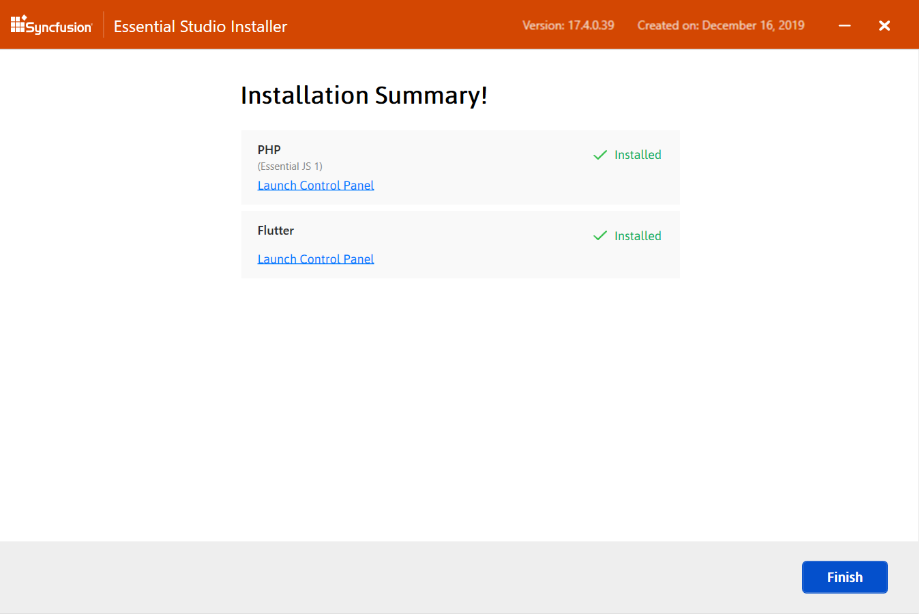 Syncfusion Essential Studio Installer Version: 17.4.0.39 Created on: December 16, 2019
Installation Summary!
PHP
(Essential JS 1)
Installed
Launch Control Panel
Flutter
Installed
Launch Control Panel
Finish